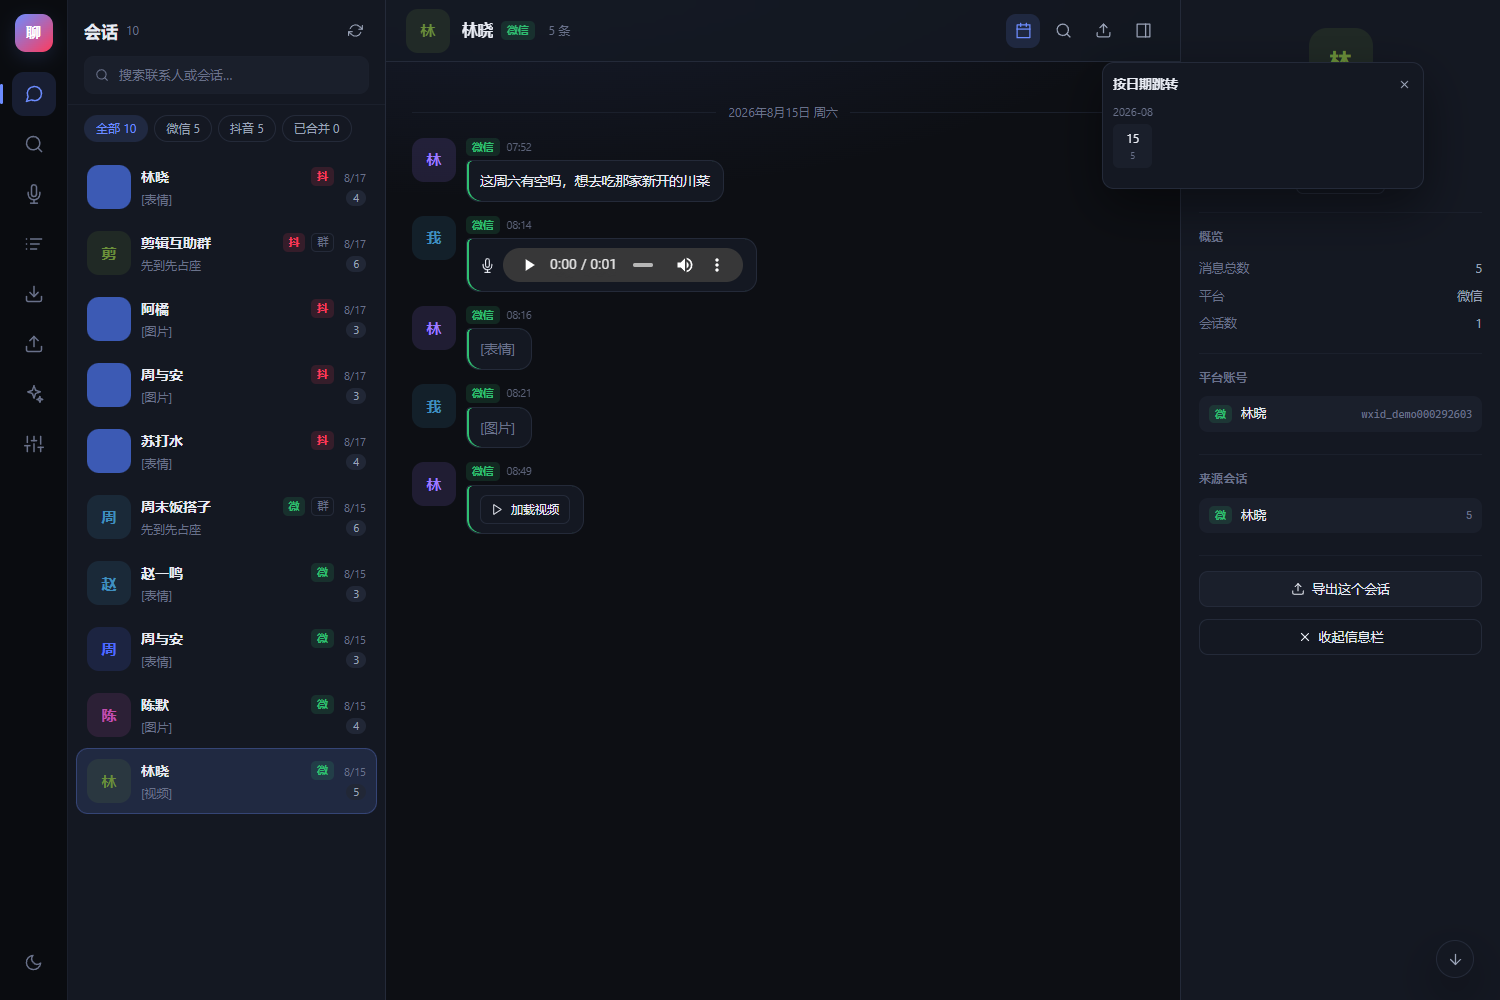 聊
会话 10
搜索联系人或会话...
全部 10 微信 5 抖音 5 已合并 0
林晓 抖 8/17
[表情] 4
剪 剪辑互助群 抖 群 8/17
先到先占座 6
阿橘 抖 8/17
[图片] 3
周与安 抖 8/17
[图片] 3
苏打水 抖 8/17
[表情] 4
周 周末饭搭子 微 群 8/15
先到先占座 6
赵 赵一鸣 微 8/15
[表情] 3
周 周与安 微 8/15
[表情] 3
陈 陈默 微 8/15
[图片] 4
林 林晓 微 8/15
[视频] 5
林 林晓 微信 5 条
2026年8月15日 周六
林 微信 07:52
这周六有空吗，想去吃那家新开的川菜
我 微信 08:14
0:00 / 0:01
林 微信 08:16
[表情]
我 微信 08:21
[图片]
林 微信 08:49
加载视频
按日期跳转
2026-08
15
5
概览
消息总数 5
平台 微信
会话数 1
平台账号
微 林晓 wxid_demo000292603
来源会话
微 林晓 5
导出这个会话
收起信息栏